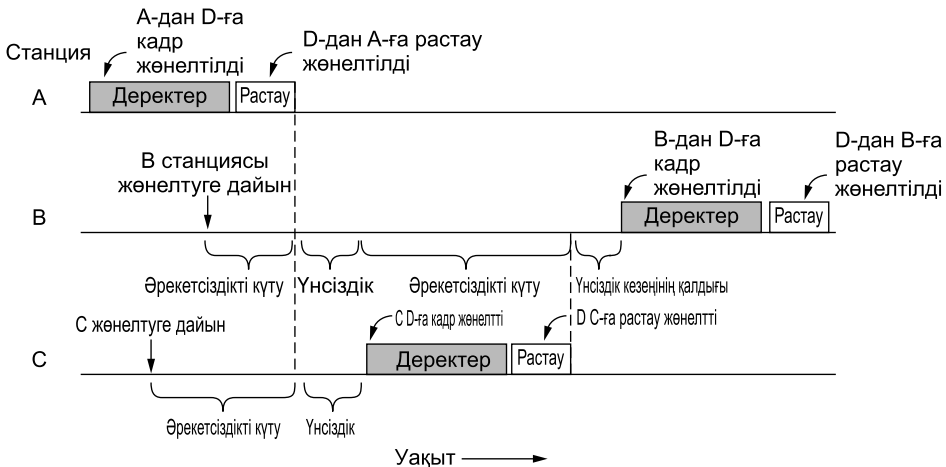 Станция
А-дан D-ға
кадр
жөнелтілді
D-дан А-ға растау
жөнелтілді
А
Деректер
Растау
В станциясы
жөнелтуге дайын
В-дан D-ға
кадр
жөнелтілді
D-дан В-ға
растау
жөнелтілді
В
Деректер
Растау
Әрекетсіздікті күту
Үнсіздік
Әрекетсіздікті күту
Үнсіздік кезеңінің қалдығы
С жөнелтуге дайын
С D-ға кадр жөнелтті
D С-ға растау жөнелтті
С
Деректер
Растау
Әрекетсіздікті күту
Үнсіздік
Уақыт